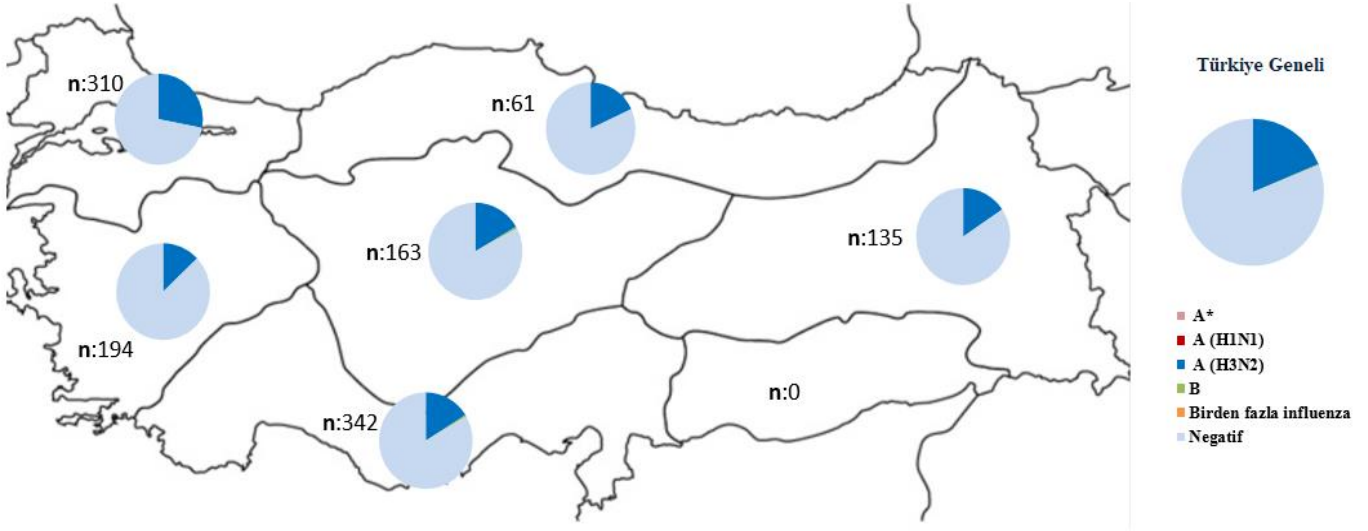 n:310
n:61
n:163
n:135
n:194
n:0
n:342
Türkiye Geneli
A*
A (H1N1)
A (H3N2)
B
Birden fazla influenza
Negatif